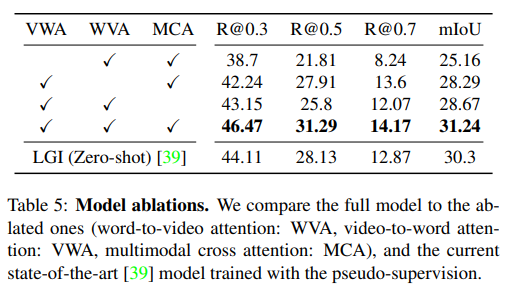 VWA WVA MCA R@0.3 R@0.5 R@0.7 mIoU
✓ ✓ 38.7 21.81 8.24 25.16
✓ ✓ 42.24 27.91 13.6 28.29
✓ ✓ 43.15 25.8 12.07 28.67
✓ ✓ ✓ 46.47 31.29 14.17 31.24
LGI (Zero-shot) [39] 44.11 28.13 12.87 30.3
Table 5: Model ablations. We compare the full model to the ab-
lated ones (word-to-video attention: WVA, video-to-word atten-
tion: VWA, multimodal cross attention: MCA), and the current
state-of-the-art [39] model trained with the pseudo-supervision.